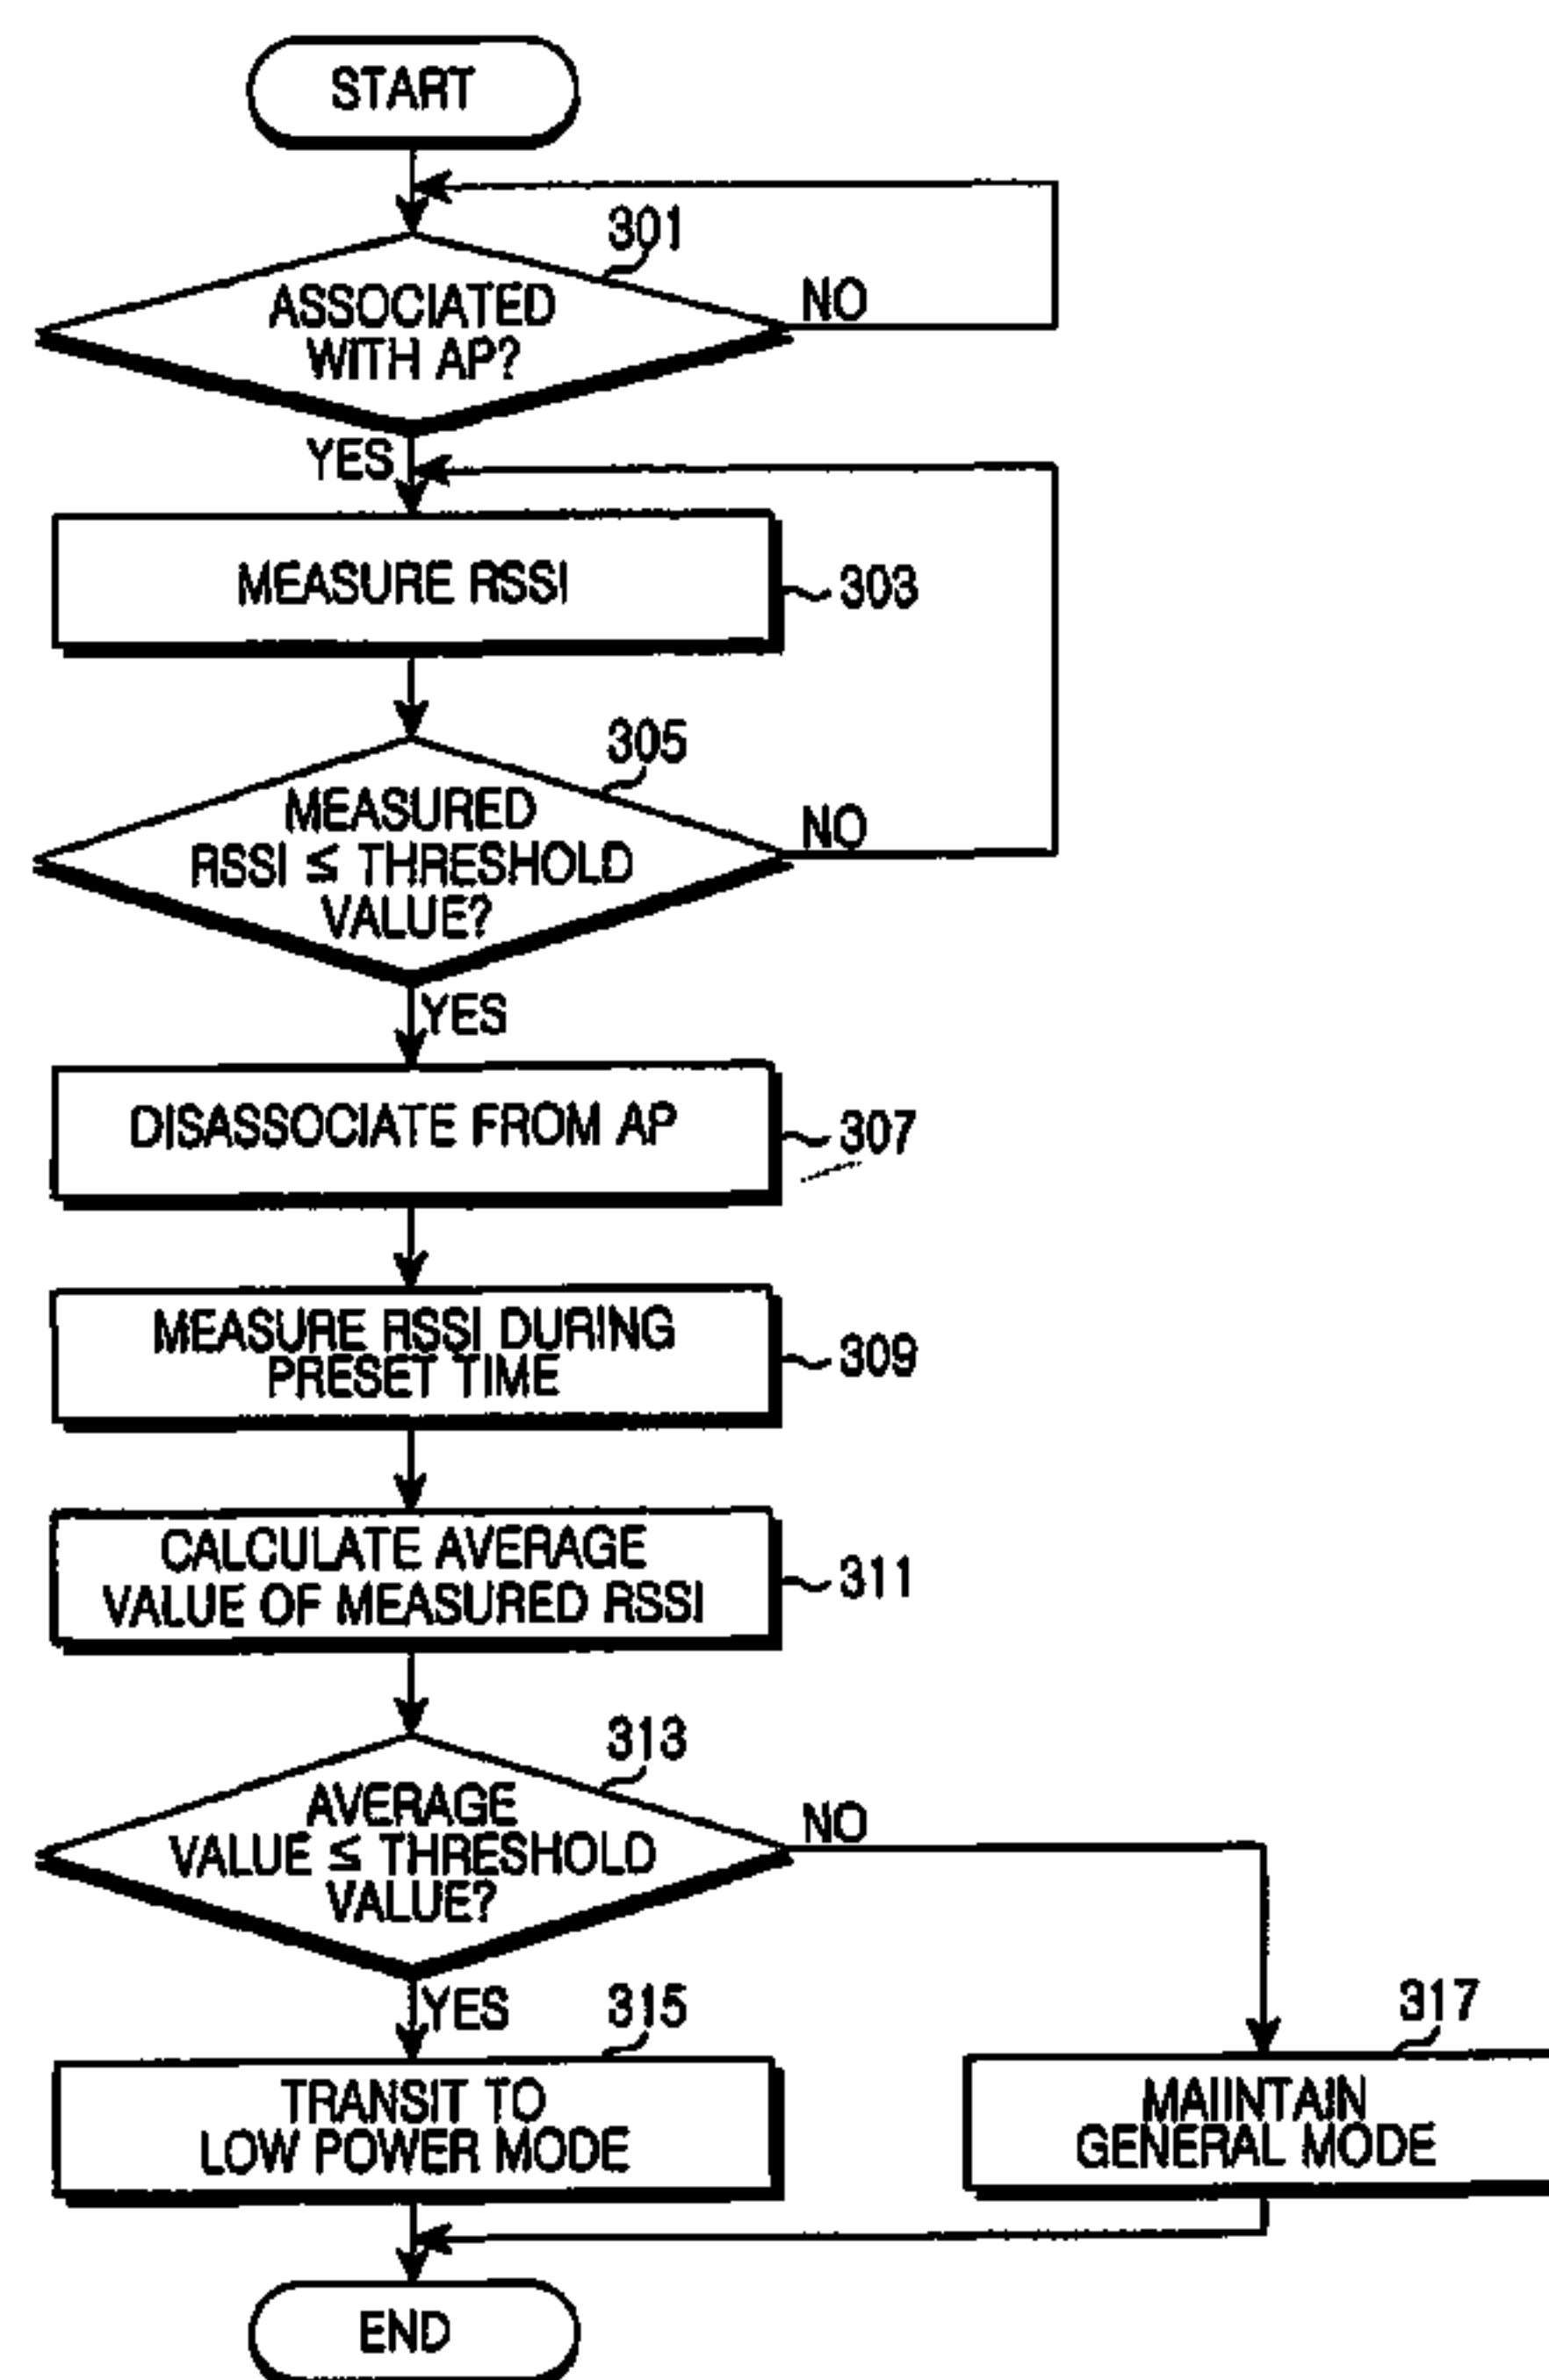 START
301
ASSOCIATED
WITH AP?
NO
YES
MEASURE RSSI
303
305
MEASURED
RSSI ≤ THRESHOLD
VALUE?
NO
YES
DISASSOCIATE FROM AP
307
MEASURE RSSI DURING
PRESET TIME
309
CALCULATE AVERAGE
VALUE OF MEASURED RSSI
311
313
AVERAGE
VALUE ≤ THRESHOLD
VALUE?
NO
YES
315
317
TRANSIT TO
LOW POWER MODE
MAIINTAIN
GENERAL MODE
END